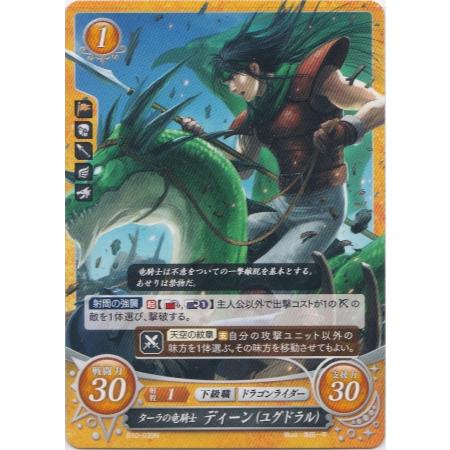 1
竜騎士は不意をついての一撃離脱を基本とする。
あせりは禁物だ。
射間の強襲 起【、1】主人公以外で出撃コストが1の
の敵を1体選び、撃破する。
天空の紋章 自分の攻撃ユニット以外の
味方を1体選ぶ。その味方を移動させてもよい。
戦闘力
30
射程 1 下級職 ドラゴンライダー
支援力
30
ターラの竜騎士 ディーン(ユグドラル)